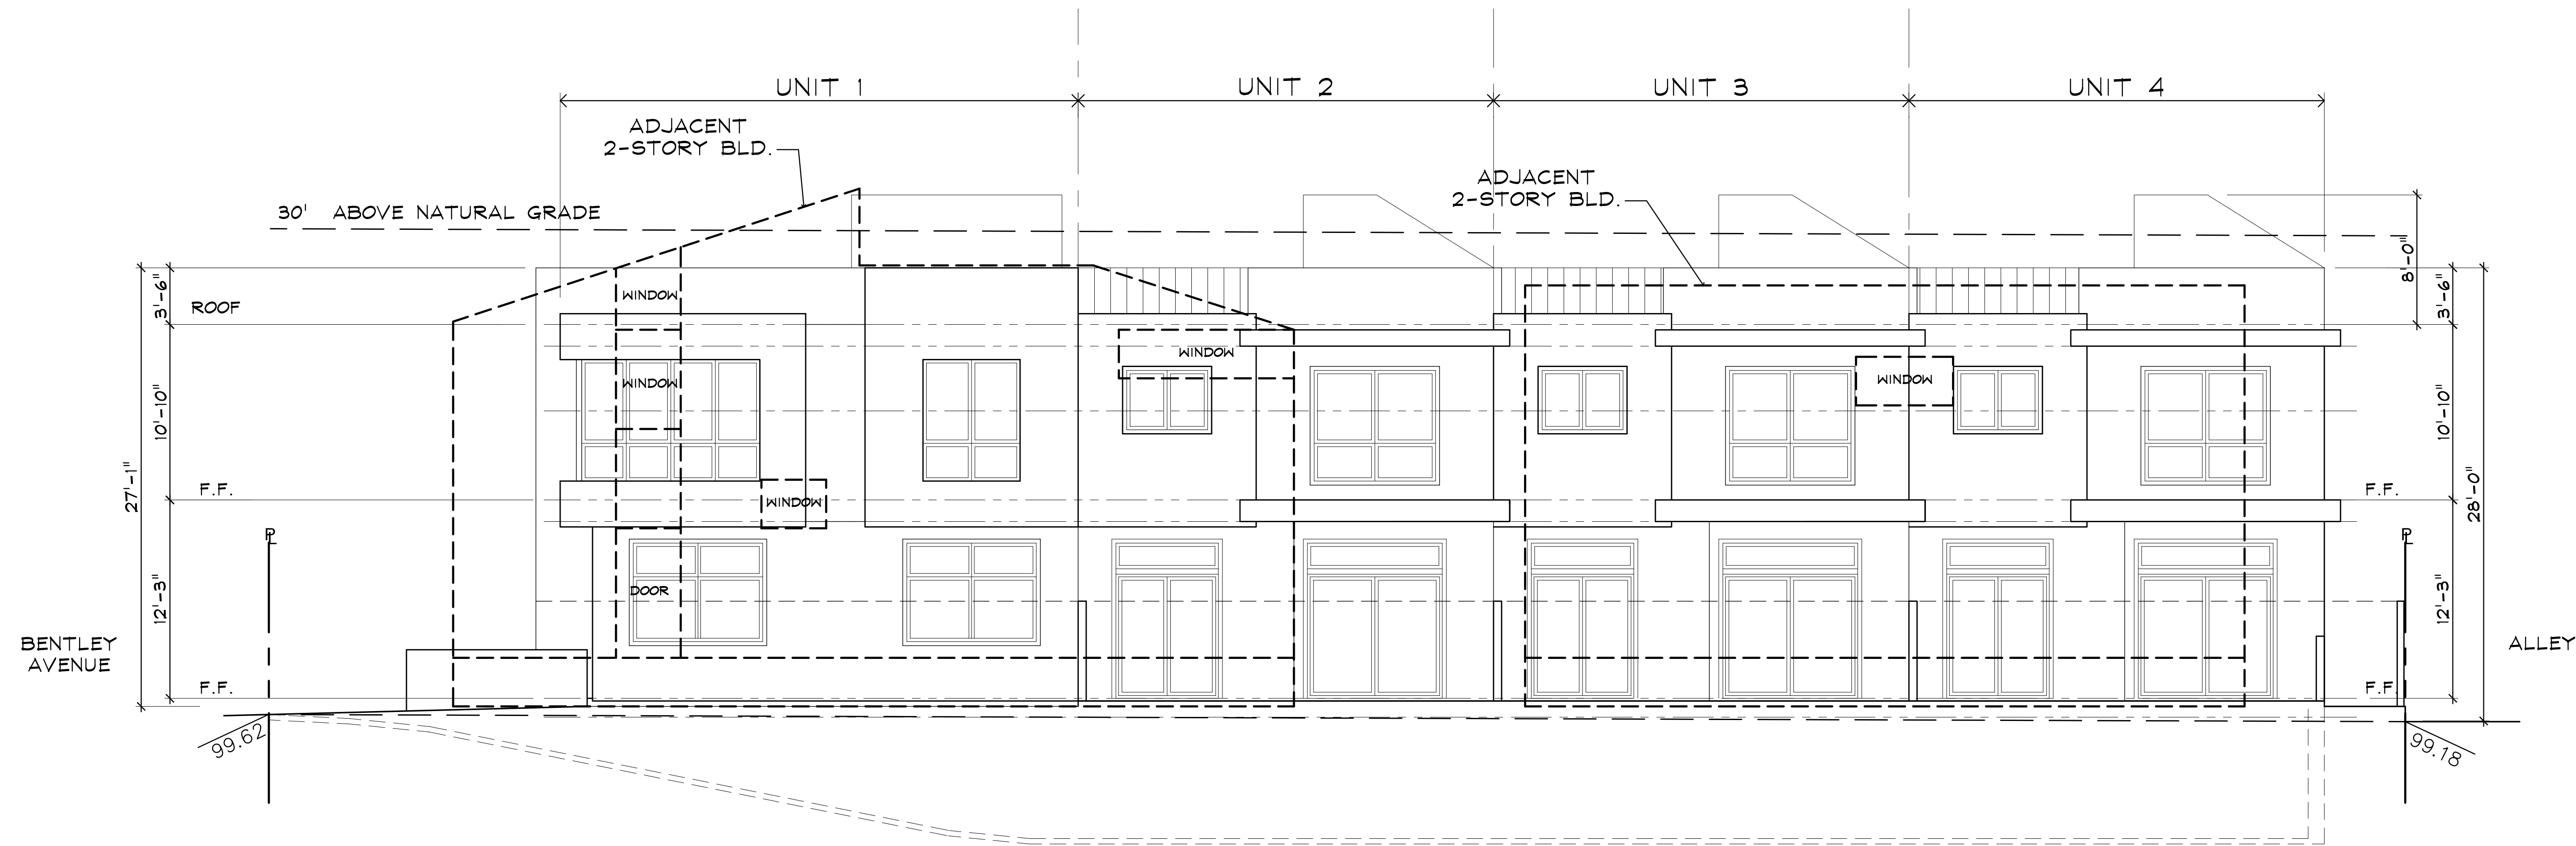 UNIT 1
UNIT 2
UNIT 3
UNIT 4
ADJACENT
2-STORY BLD.
ADJACENT
2-STORY BLD.
30' ABOVE NATURAL GRADE
ROOF
3'-6"
10'-10"
12'-3"
27'-1"
F.F.
F.F.
PL
BENTLEY
AVENUE
99.62
WINDOW
WINDOW
WINDOW
DOOR
WINDOW
WINDOW
8'-0"
3'-6"
10'-10"
12'-3"
28'-0"
F.F.
F.F.
PL
ALLEY
99.18